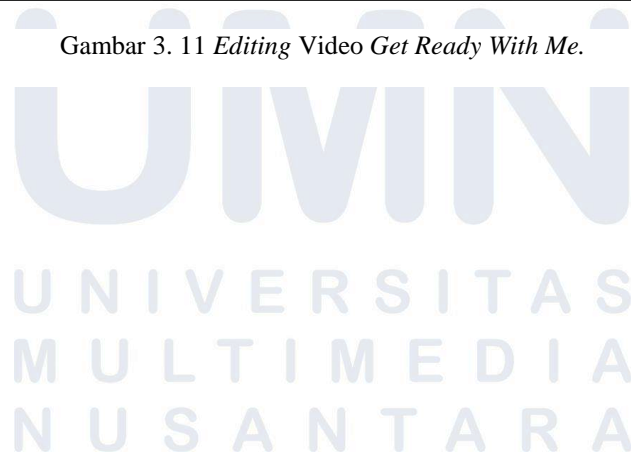 Gambar 3. 11 Editing Video Get Ready With Me.
UMN
UNIVERSITAS
MULTIMEDIA
NUSANTARA